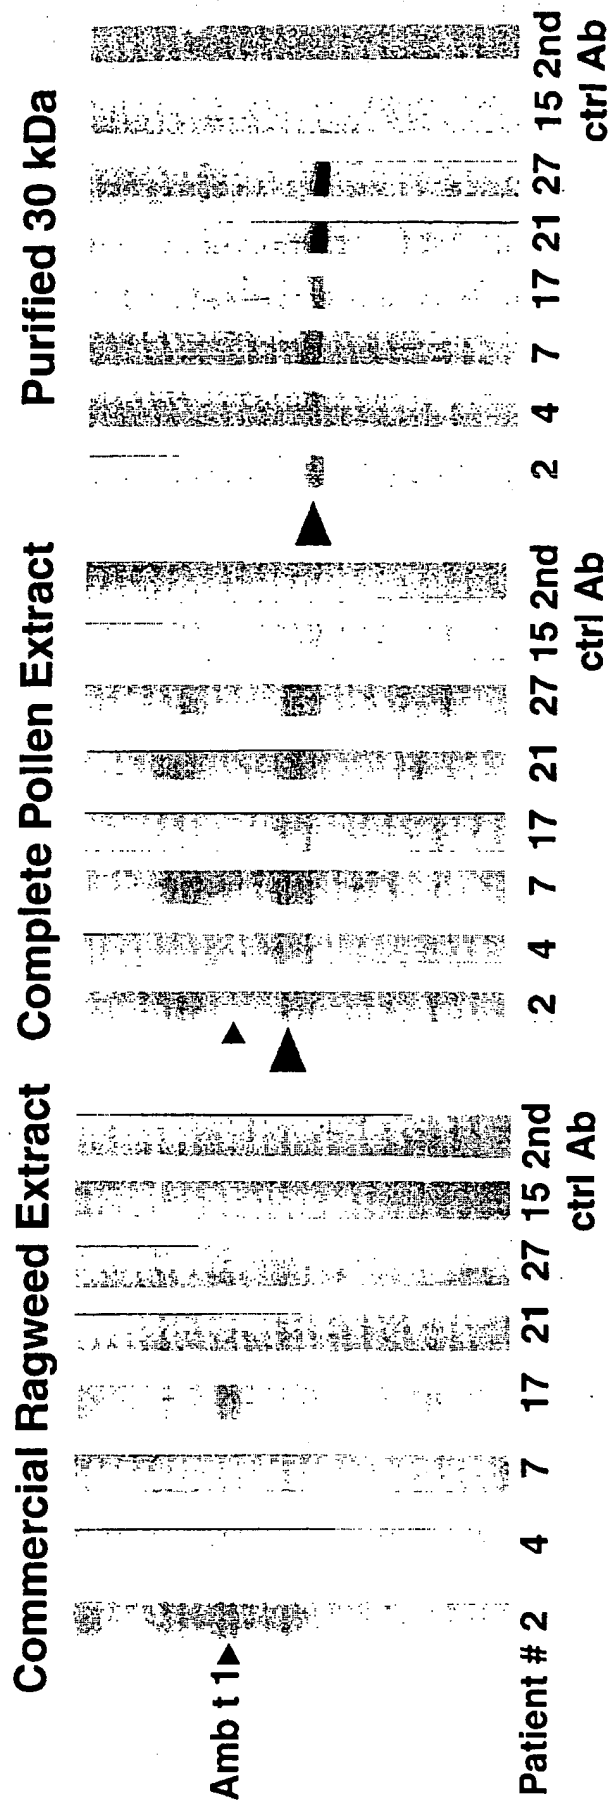 Commercial Ragweed Extract
Complete Pollen Extract
Purified 30 kDa
Amb t 1
Patient # 2 4 7 17 21 27 15 2nd
ctrl Ab
2 4 7 17 21 27 15 2nd
ctrl Ab
2 4 7 17 21 27 15 2nd
ctrl Ab